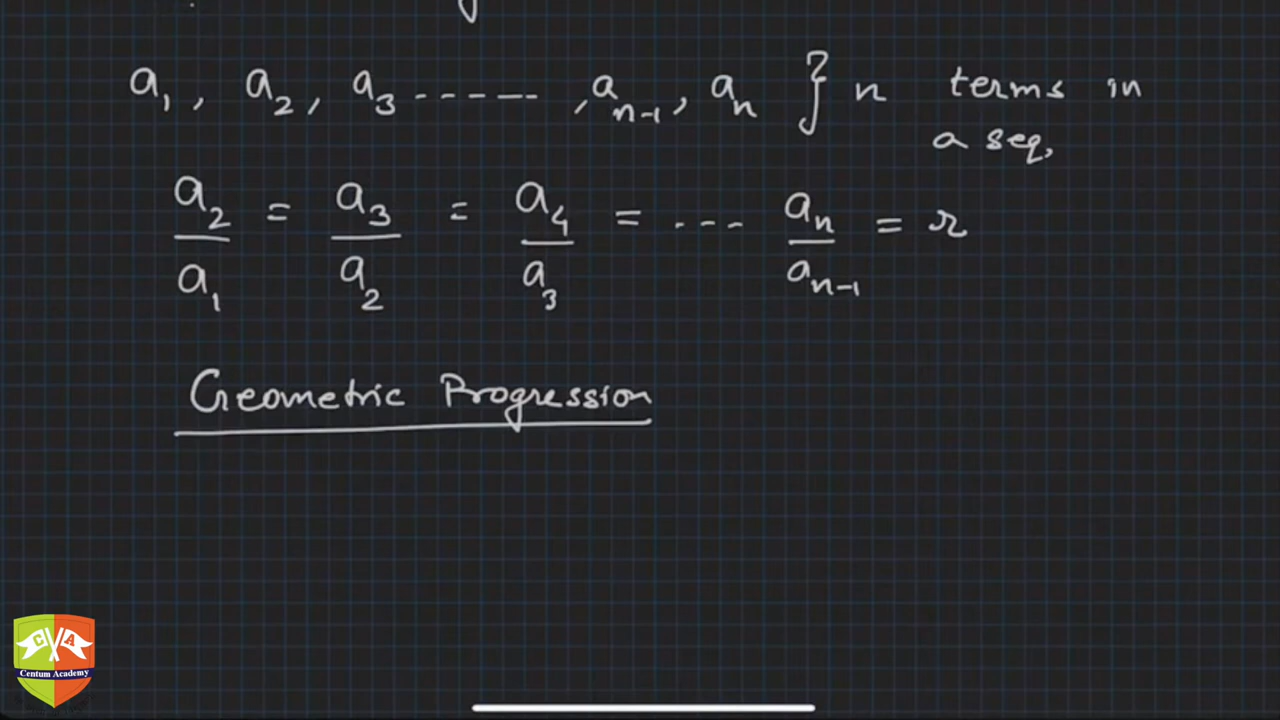 a₁, a₂, a₃ ------ , aₙ₋₁, aₙ } n terms in
a seq,
a₂/a₁ = a₃/a₂ = a₄/a₃ = --- aₙ/aₙ₋₁ = r
Geometric Progression
C A
Centum Academy